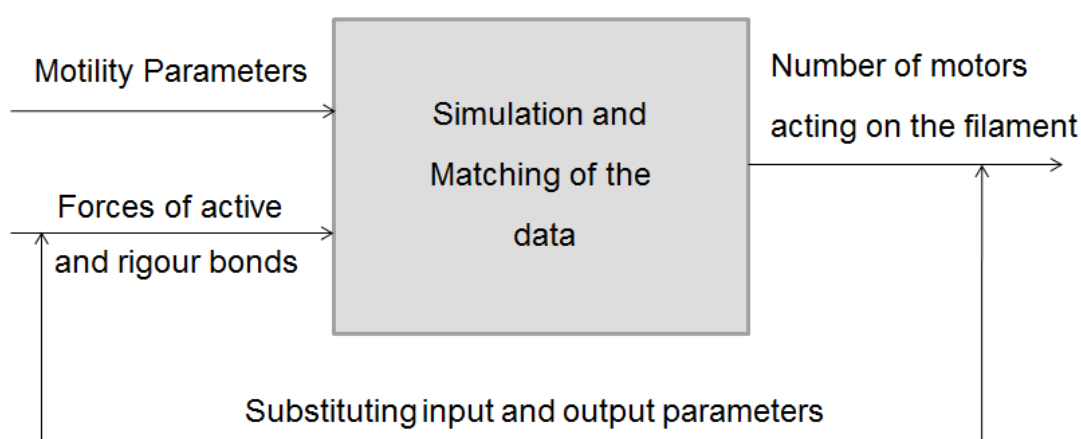 Motility Parameters
Forces of active
and rigour bonds
Simulation and
Matching of the
data
Number of motors
acting on the filament
Substituting input and output parameters